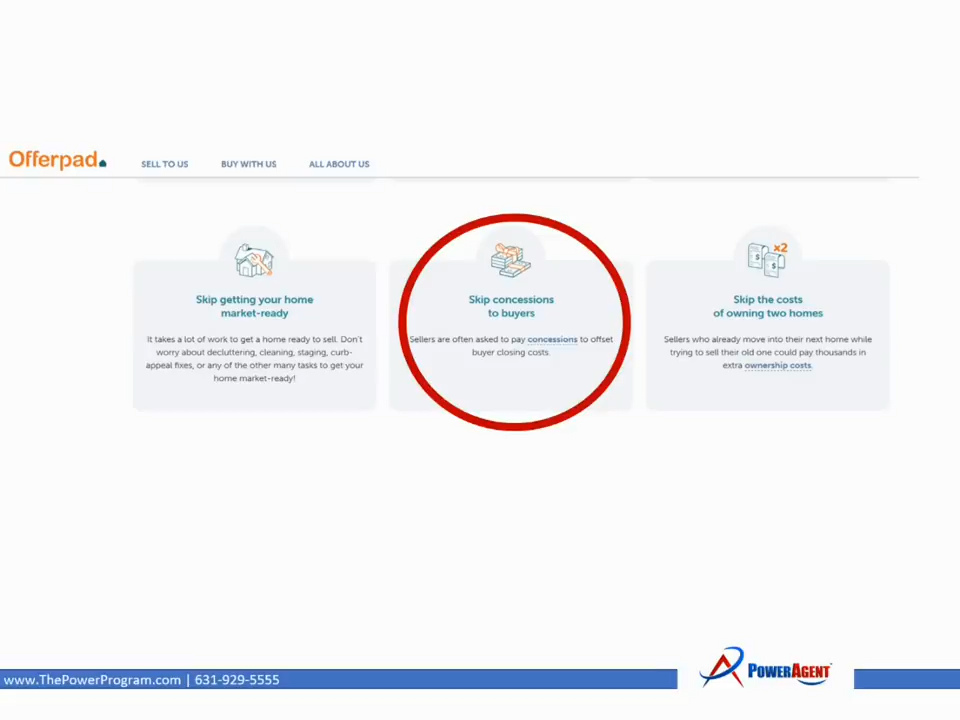 Offerpad.
SELL TO US BUY WITH US ALL ABOUT US
Skip getting your home
market-ready
It takes a lot of work to get a home ready to sell. Don't
worry about decluttering, cleaning, staging, curb-
appeal fixes, or any of the other many tasks to get your
home market-ready!
$
Skip concessions
to buyers
Sellers are often asked to pay concessions to offset
buyer closing costs.
x2
$
$
Skip the costs
of owning two homes
Sellers who already move into their next home while
trying to sell their old one could pay thousands in
extra ownership costs.
www.ThePowerProgram.com | 631-929-5555
POWERAGENT